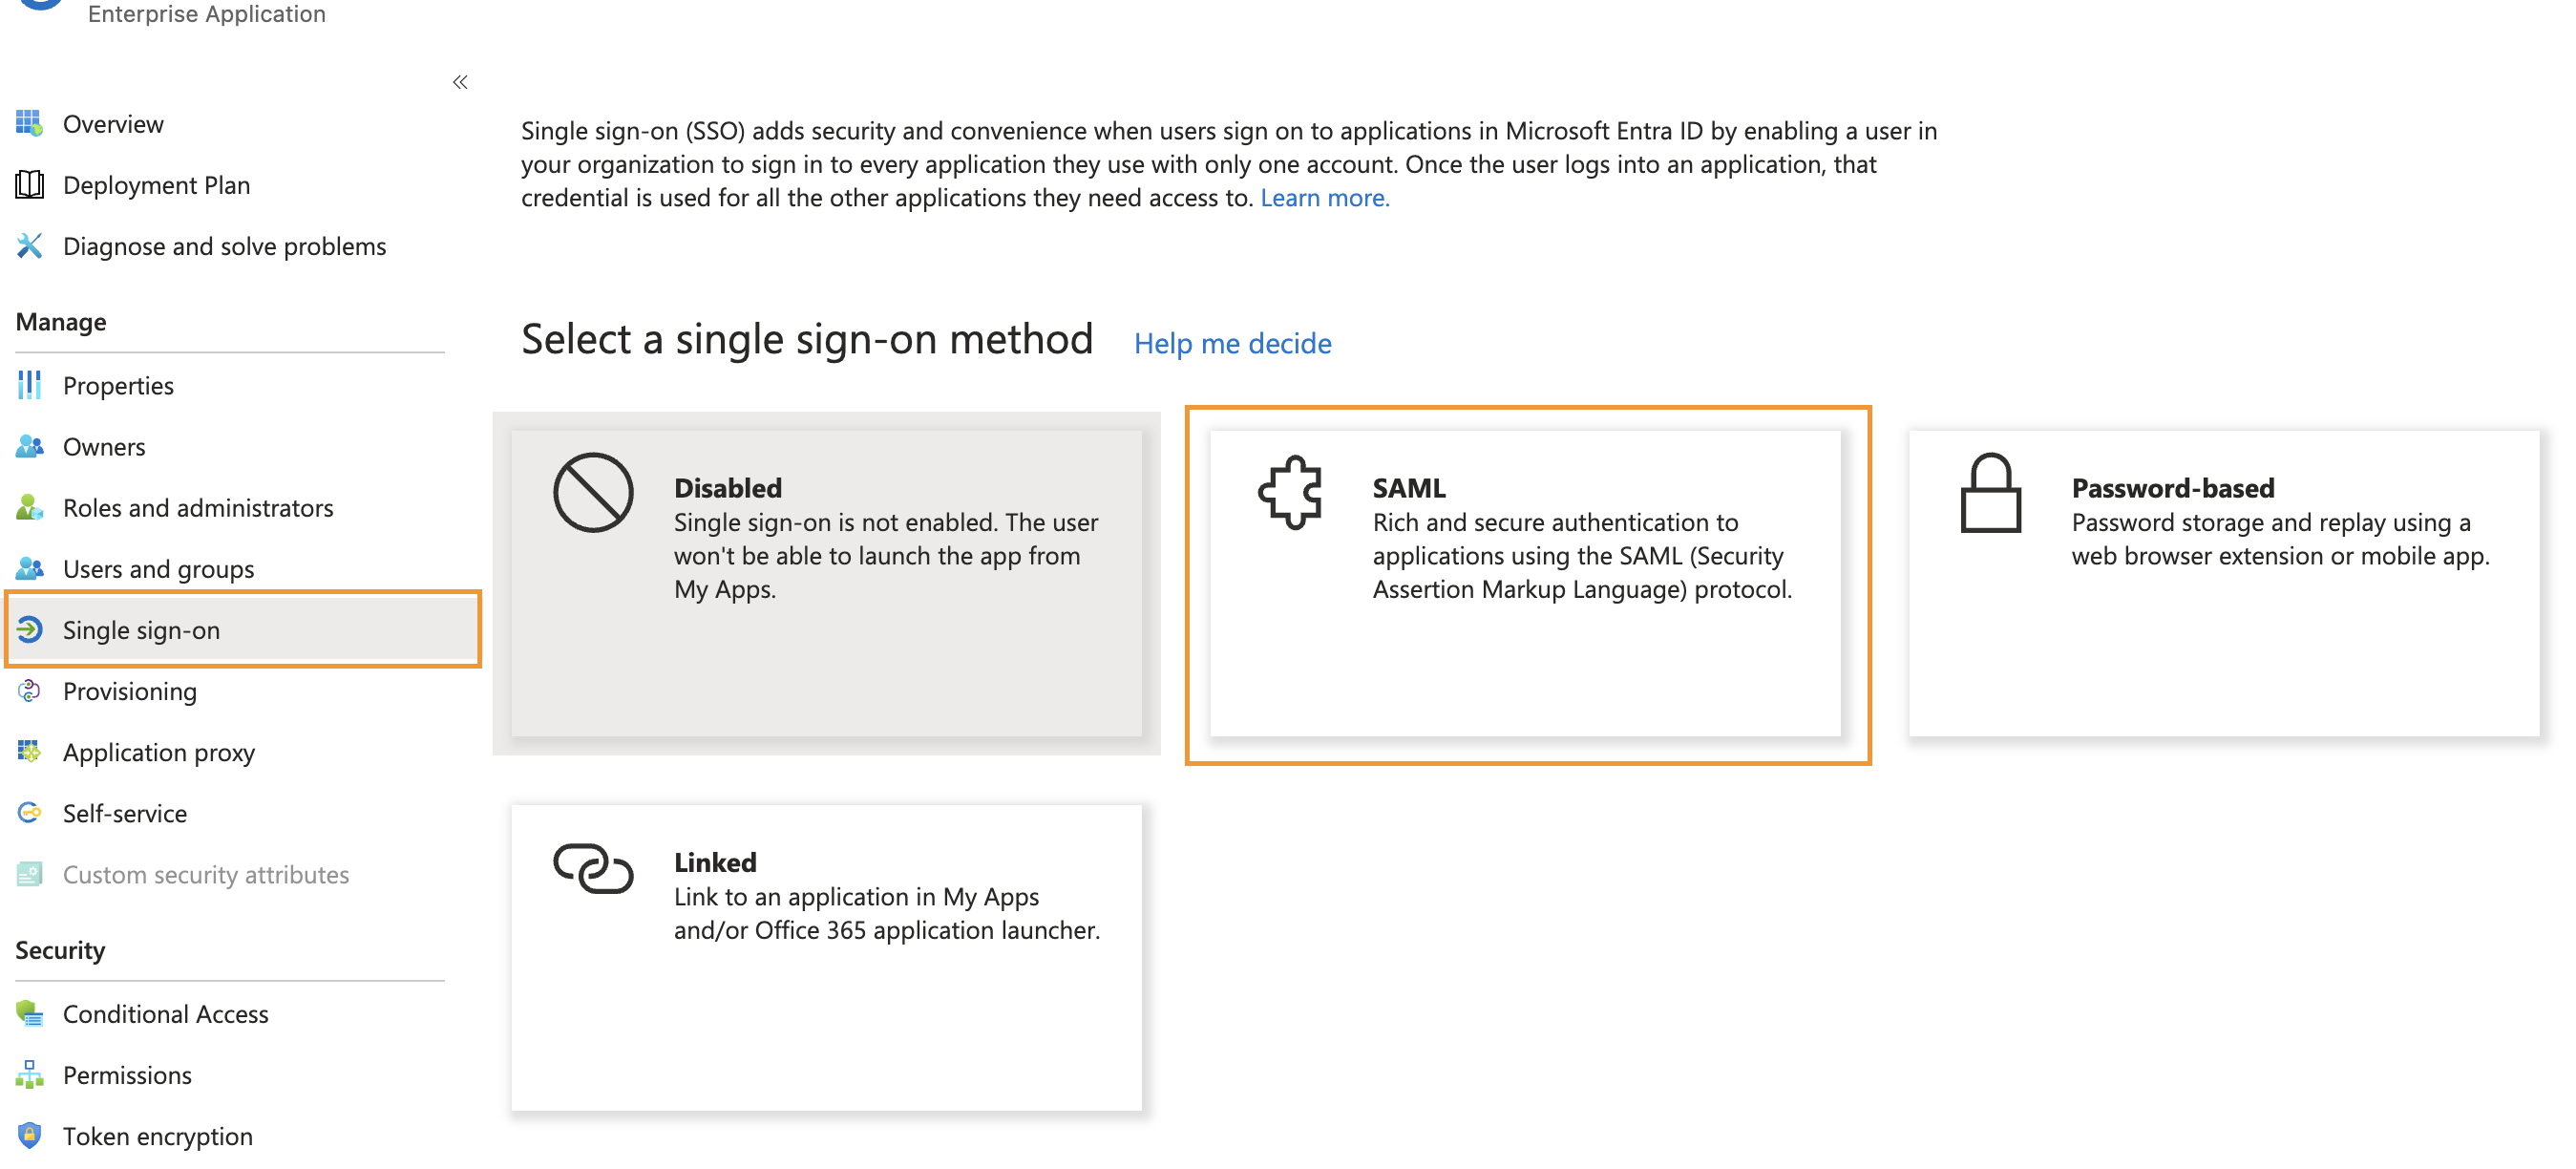 Enterprise Application
Overview
Deployment Plan
Diagnose and solve problems
Manage
Properties
Owners
Roles and administrators
Users and groups
Single sign-on
Provisioning
Application proxy
Self-service
Custom security attributes
Security
Conditional Access
Permissions
Token encryption
Single sign-on (SSO) adds security and convenience when users sign on to applications in Microsoft Entra ID by enabling a user in
your organization to sign in to every application they use with only one account. Once the user logs into an application, that
credential is used for all the other applications they need access to. Learn more.
Select a single sign-on method Help me decide
Disabled
Single sign-on is not enabled. The user
won't be able to launch the app from
My Apps.
SAML
Rich and secure authentication to
applications using the SAML (Security
Assertion Markup Language) protocol.
Password-based
Password storage and replay using a
web browser extension or mobile app.
Linked
Link to an application in My Apps
and/or Office 365 application launcher.